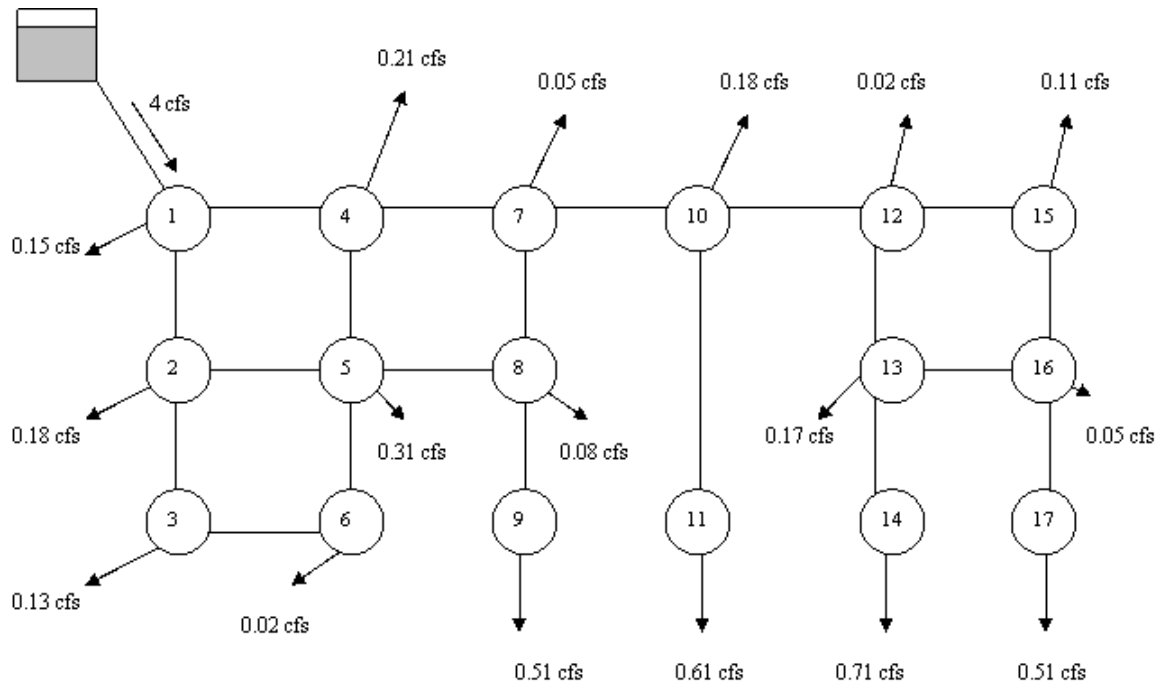 0.21 cfs
0.05 cfs
0.18 cfs
0.02 cfs
0.11 cfs
4 cfs
1
4
7
10
12
15
0.15 cfs
2
5
8
13
16
0.18 cfs
0.31 cfs
0.08 cfs
0.17 cfs
0.05 cfs
3
6
9
11
14
17
0.13 cfs
0.02 cfs
0.51 cfs
0.61 cfs
0.71 cfs
0.51 cfs